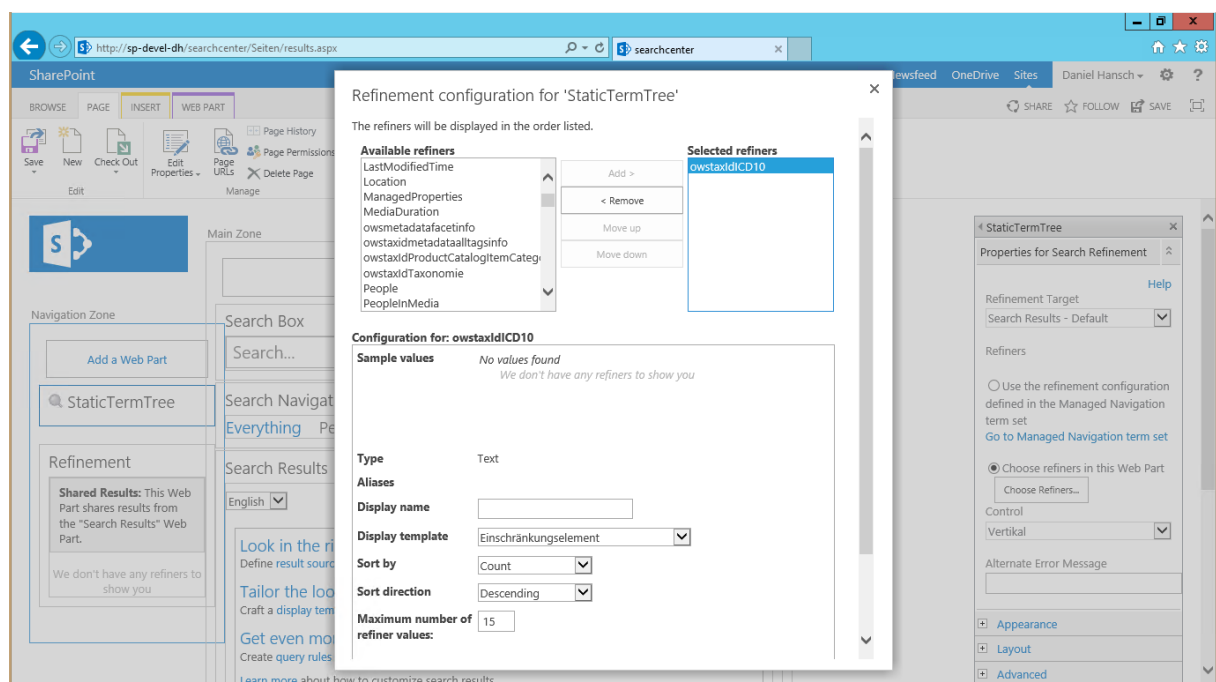 http://sp-devel-dh/searchcenter/Seiten/results.aspx
searchcenter
SharePoint
Newsfeed OneDrive Sites Daniel Hansch ?
BROWSE PAGE INSERT WEB PART
SHARE FOLLOW SAVE
Save New Check Out Edit Properties Page URLs
Page History
Page Permissions
Delete Page
Edit Manage
S
Main Zone
Navigation Zone
Add a Web Part
StaticTermTree
Refinement
Shared Results: This Web
Part shares results from
the "Search Results" Web
Part.
We don't have any refiners to
show you
Search Box
Search...
Search Navigat
Everything Pe
Search Results
English
Look in the ri
Define result sourc
Tailor the loo
Craft a display tem
Get even mo
Create query rules
Learn more about how to customize search results
Refinement configuration for 'StaticTermTree'
The refiners will be displayed in the order listed.
Available refiners
LastModifiedTime
Location
ManagedProperties
MediaDuration
owsmetadatafacetinfo
owstaxidmetadataalltagsinfo
owstaxIdProductCatalogItemCatego
owstaxIdTaxonomie
People
PeopleInMedia
Add >
< Remove
Move up
Move down
Selected refiners
owstaxIdICD10
Configuration for: owstaxIdICD10
Sample values No values found
We don't have any refiners to show you
Type Text
Aliases
Display name
Display template Einschränkungselement
Sort by Count
Sort direction Descending
Maximum number of 15
refiner values:
StaticTermTree
Properties for Search Refinement
Help
Refinement Target
Search Results - Default
Refiners
Use the refinement configuration
defined in the Managed Navigation
term set
Go to Managed Navigation term set
Choose refiners in this Web Part
Choose Refiners...
Control
Vertikal
Alternate Error Message
Appearance
Layout
Advanced